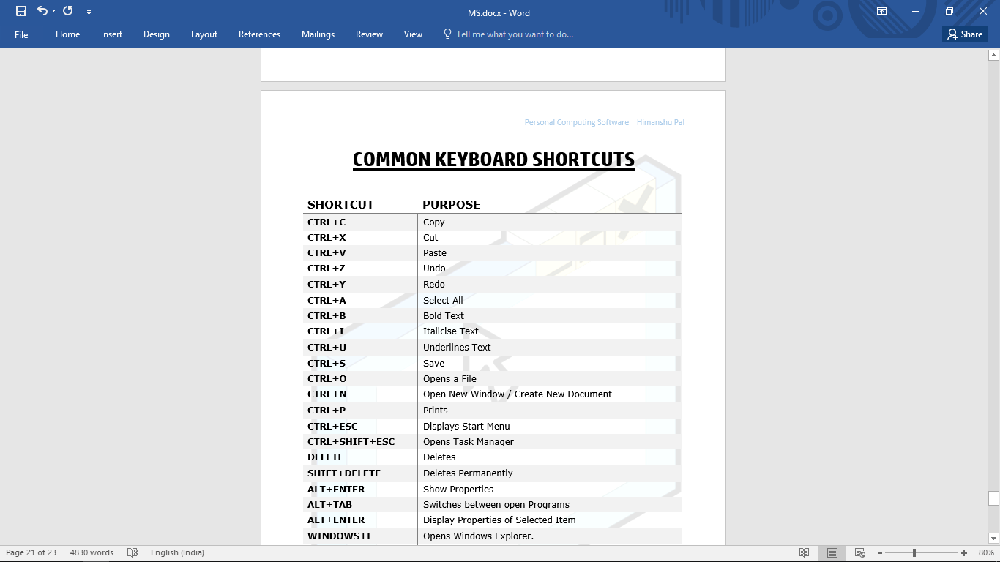 MS.docx - Word
File Home Insert Design Layout References Mailings Review View Tell me what you want to do... Share
Personal Computing Software | Himanshu Pal
COMMON KEYBOARD SHORTCUTS
SHORTCUT PURPOSE
CTRL+C Copy
CTRL+X Cut
CTRL+V Paste
CTRL+Z Undo
CTRL+Y Redo
CTRL+A Select All
CTRL+B Bold Text
CTRL+I Italicise Text
CTRL+U Underlines Text
CTRL+S Save
CTRL+O Opens a File
CTRL+N Open New Window / Create New Document
CTRL+P Prints
CTRL+ESC Displays Start Menu
CTRL+SHIFT+ESC Opens Task Manager
DELETE Deletes
SHIFT+DELETE Deletes Permanently
ALT+ENTER Show Properties
ALT+TAB Switches between open Programs
ALT+ENTER Display Properties of Selected Item
WINDOWS+E Opens Windows Explorer.
Page 21 of 23 4830 words English (India) 80%